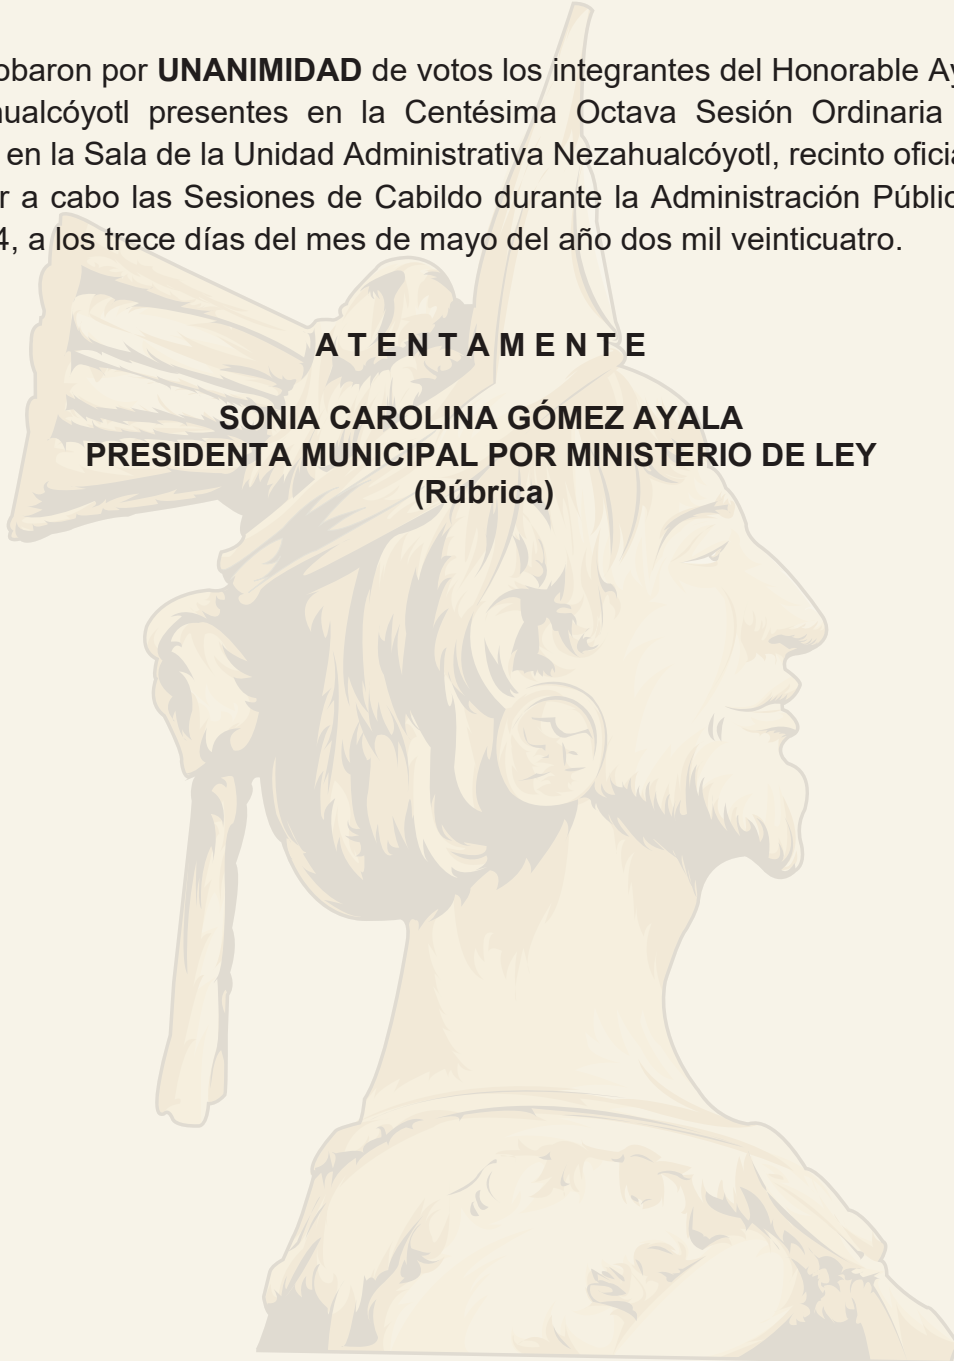 obaron por UNANIMIDAD de votos los integrantes del Honorable Ay
ualcóyotl presentes en la Centésima Octava Sesión Ordinaria
en la Sala de la Unidad Administrativa Nezahualcóyotl, recinto oficia
r a cabo las Sesiones de Cabildo durante la Administración Públic
4, a los trece días del mes de mayo del año dos mil veinticuatro.
A T E N T A M E N T E
SONIA CAROLINA GÓMEZ AYALA
PRESIDENTA MUNICIPAL POR MINISTERIO DE LEY
(Rúbrica)